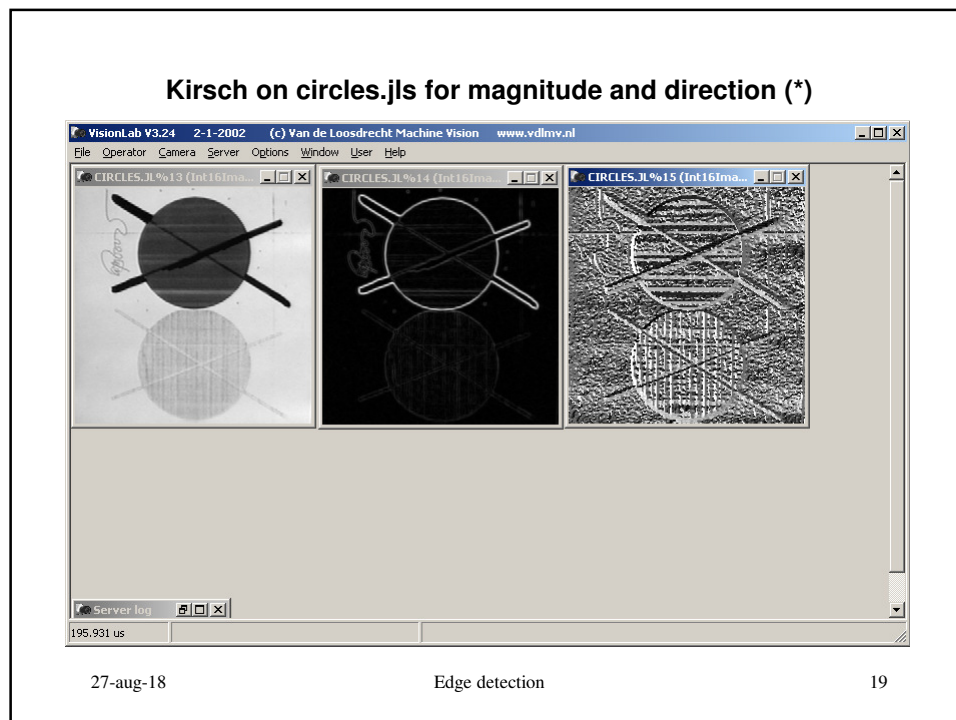 Kirsch on circles.jls for magnitude and direction (*)
VisionLab V3.24 2-1-2002 (c) Van de Loosdrecht Machine Vision www.vdlmv.nl
File Operator Camera Server Options Window User Help
CIRCLES.JL%13 (Int16Ima...
CIRCLES.JL%14 (Int16Ima...
CIRCLES.JL%15 (Int16Ima...
Server log
195.931 us
27-aug-18 Edge detection 19